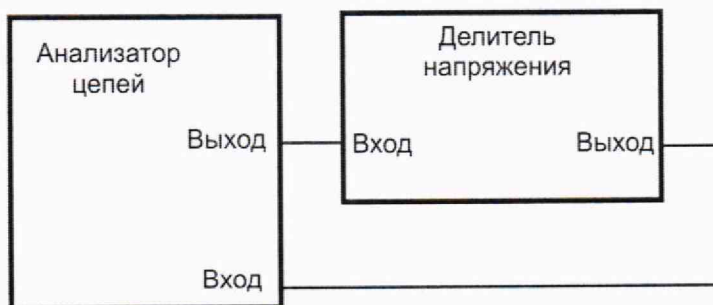 Анализатор
цепей
Выход
Вход
Делитель
напряжения
Вход
Выход